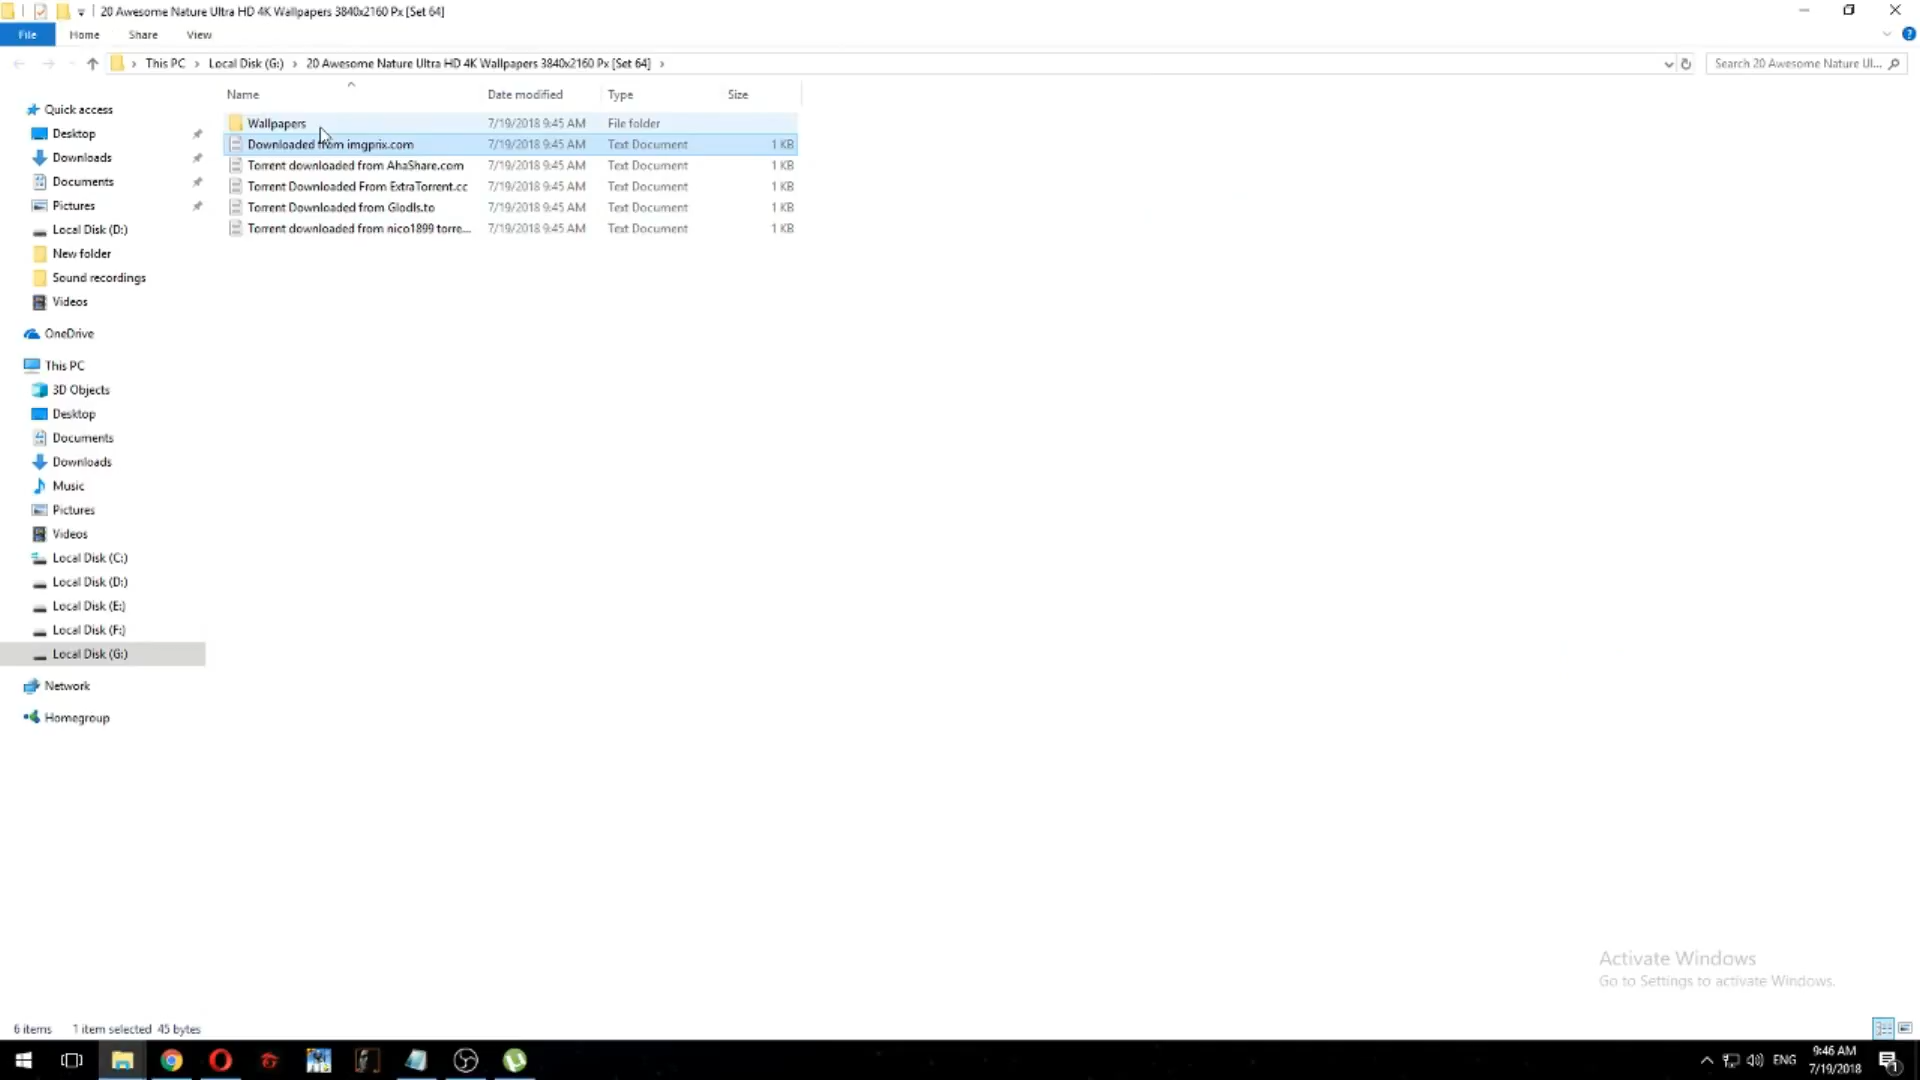 20 Awesome Nature Ultra HD 4K Wallpapers 3840x2160 Px [Set 64]
File Home Share View
This PC Local Disk (G:) 20 Awesome Nature Ultra HD 4K Wallpapers 3840x2160 Px [Set 64] Search 20 Awesome Nature Ul...
Name Date modified Type Size
Quick access
Desktop
Downloads
Documents
Pictures
Local Disk (D:)
New folder
Sound recordings
Videos
OneDrive
This PC
3D Objects
Desktop
Documents
Downloads
Music
Pictures
Videos
Local Disk (C:)
Local Disk (D:)
Local Disk (E:)
Local Disk (F:)
Local Disk (G:)
Network
Homegroup
Wallpapers 7/19/2018 9:45 AM File folder
Downloaded from imgprix.com 7/19/2018 9:45 AM Text Document 1 KB
Torrent downloaded from AhaShare.com 7/19/2018 9:45 AM Text Document 1 KB
Torrent Downloaded From ExtraTorrent.cc 7/19/2018 9:45 AM Text Document 1 KB
Torrent Downloaded from Glodls.to 7/19/2018 9:45 AM Text Document 1 KB
Torrent downloaded from nico1899 torre... 7/19/2018 9:45 AM Text Document 1 KB
Activate Windows
Go to Settings to activate Windows.
6 items 1 item selected 45 bytes
ENG
9:46 AM
7/19/2018
1